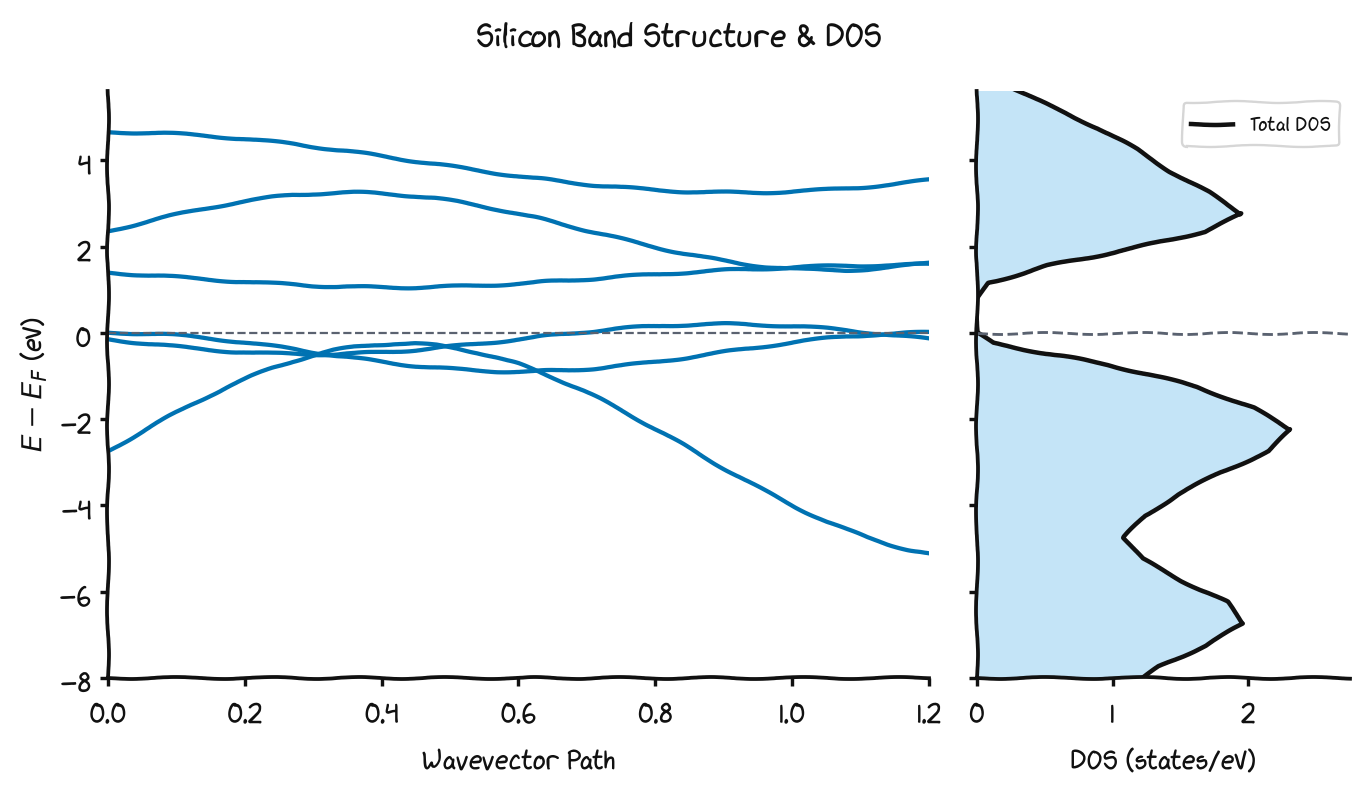 Silicon Band Structure & DOS
E − E_F (eV)
4
2
0
−2
−4
−6
−8
0.0 0.2 0.4 0.6 0.8 1.0 1.2
Wavevector Path
Total DOS
0 1 2
DOS (states/eV)